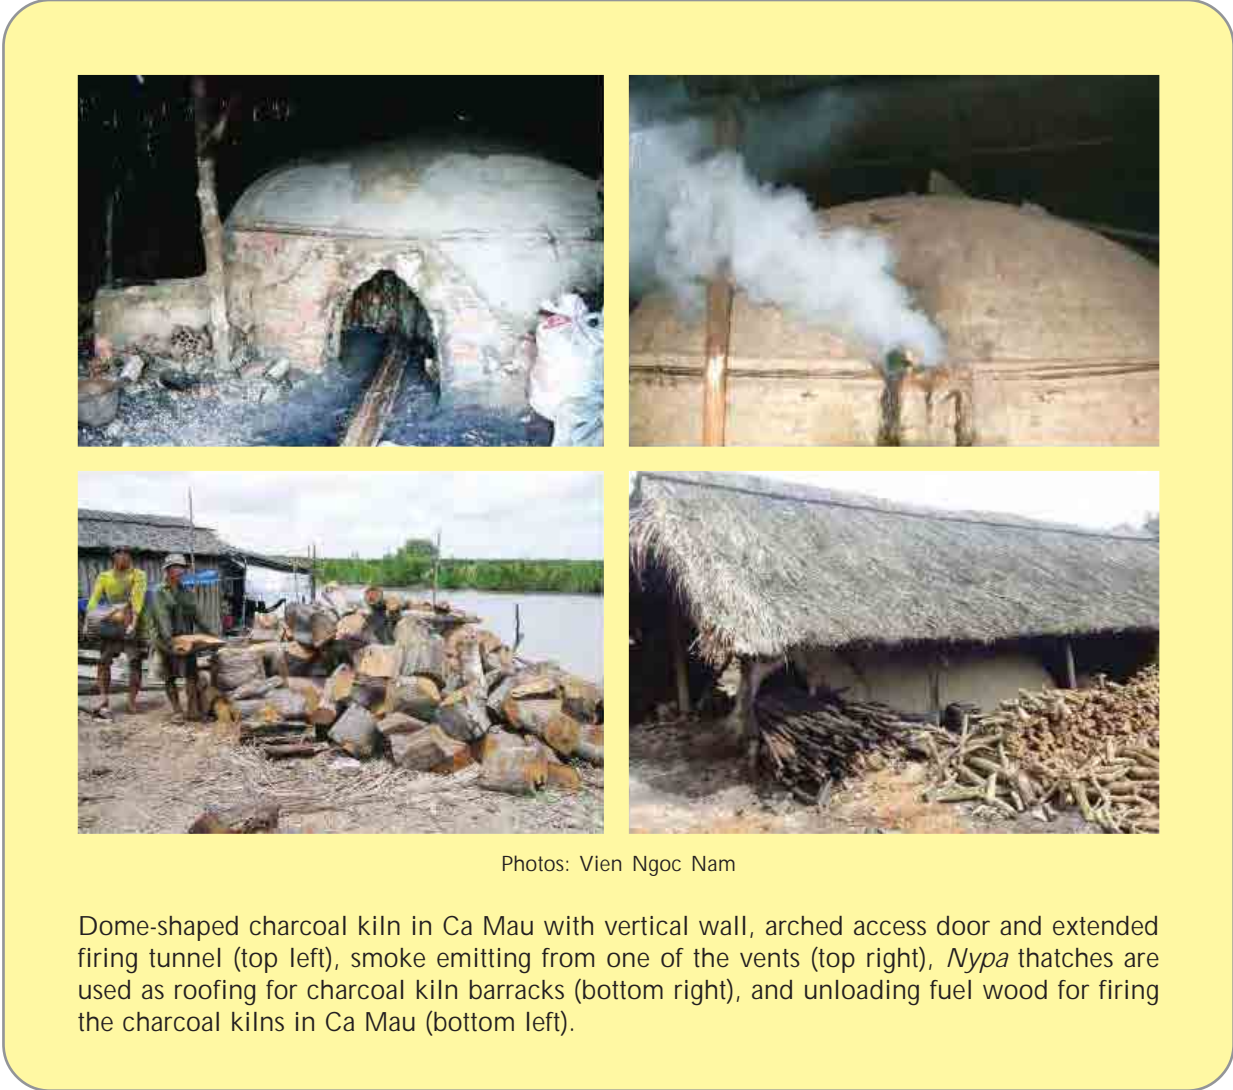 Photos: Vien Ngoc Nam
Dome-shaped charcoal kiln in Ca Mau with vertical wall, arched access door and extended
firing tunnel (top left), smoke emitting from one of the vents (top right), Nypa thatches are
used as roofing for charcoal kiln barracks (bottom right), and unloading fuel wood for firing
the charcoal kilns in Ca Mau (bottom left).